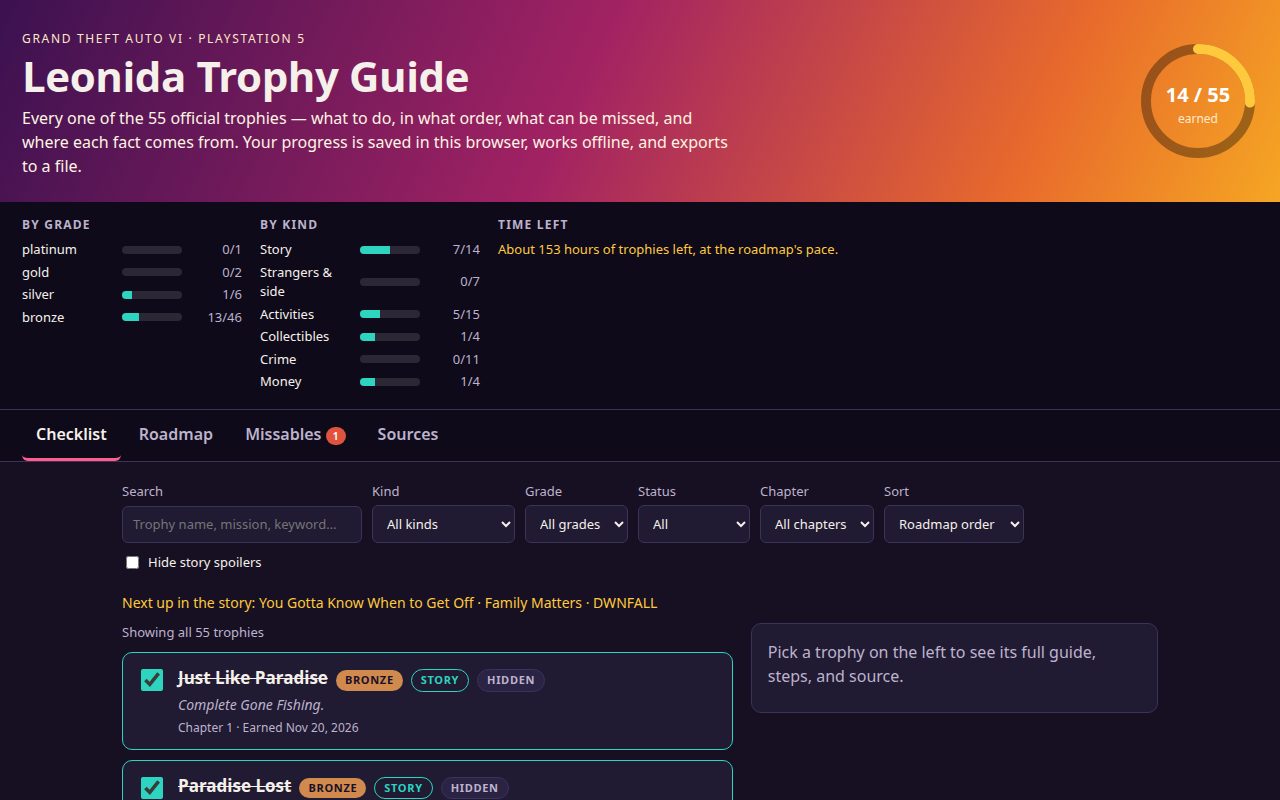 GRAND THEFT AUTO VI · PLAYSTATION 5
Leonida Trophy Guide
Every one of the 55 official trophies — what to do, in what order, what can be missed, and
where each fact comes from. Your progress is saved in this browser, works offline, and exports
to a file.
14 / 55
earned
BY GRADE
platinum 0/1
gold 0/2
silver 1/6
bronze 13/46
BY KIND
Story 7/14
Strangers &
side 0/7
Activities 5/15
Collectibles 1/4
Crime 0/11
Money 1/4
TIME LEFT
About 153 hours of trophies left, at the roadmap's pace.
Checklist Roadmap Missables 1 Sources
Search Kind Grade Status Chapter Sort
Trophy name, mission, keyword... All kinds All grades All All chapters Roadmap order
Hide story spoilers
Next up in the story: You Gotta Know When to Get Off · Family Matters · DWNFALL
Showing all 55 trophies
Just Like Paradise BRONZE STORY HIDDEN
Complete Gone Fishing.
Chapter 1 · Earned Nov 20, 2026
Paradise Lost BRONZE STORY HIDDEN
Pick a trophy on the left to see its full guide,
steps, and source.